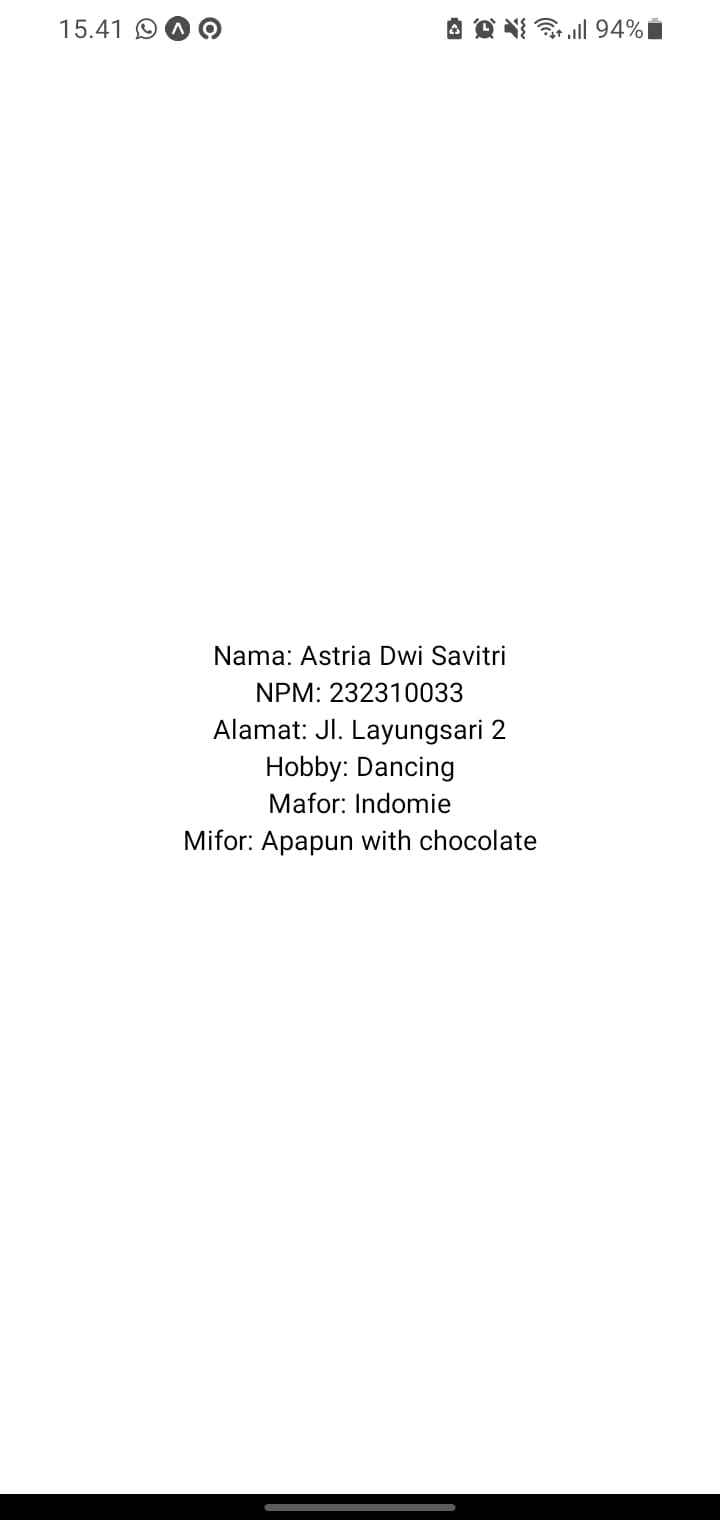 15.41
94%
Nama: Astria Dwi Savitri
NPM: 232310033
Alamat: Jl. Layungsari 2
Hobby: Dancing
Mafor: Indomie
Mifor: Apapun with chocolate